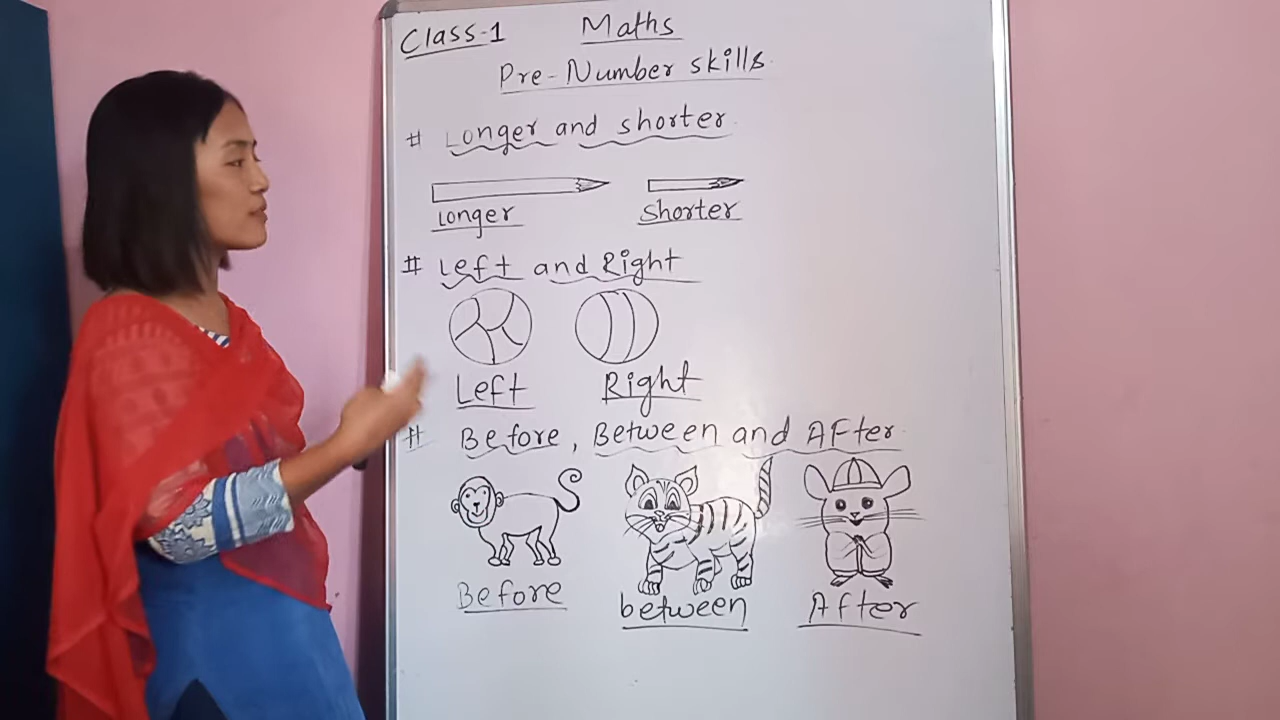 Class-1 Maths
Pre-Number skills
# Longer and shorter
Longer shorter
# Left and Right
Left Right
# Before, Between and After
Before between After